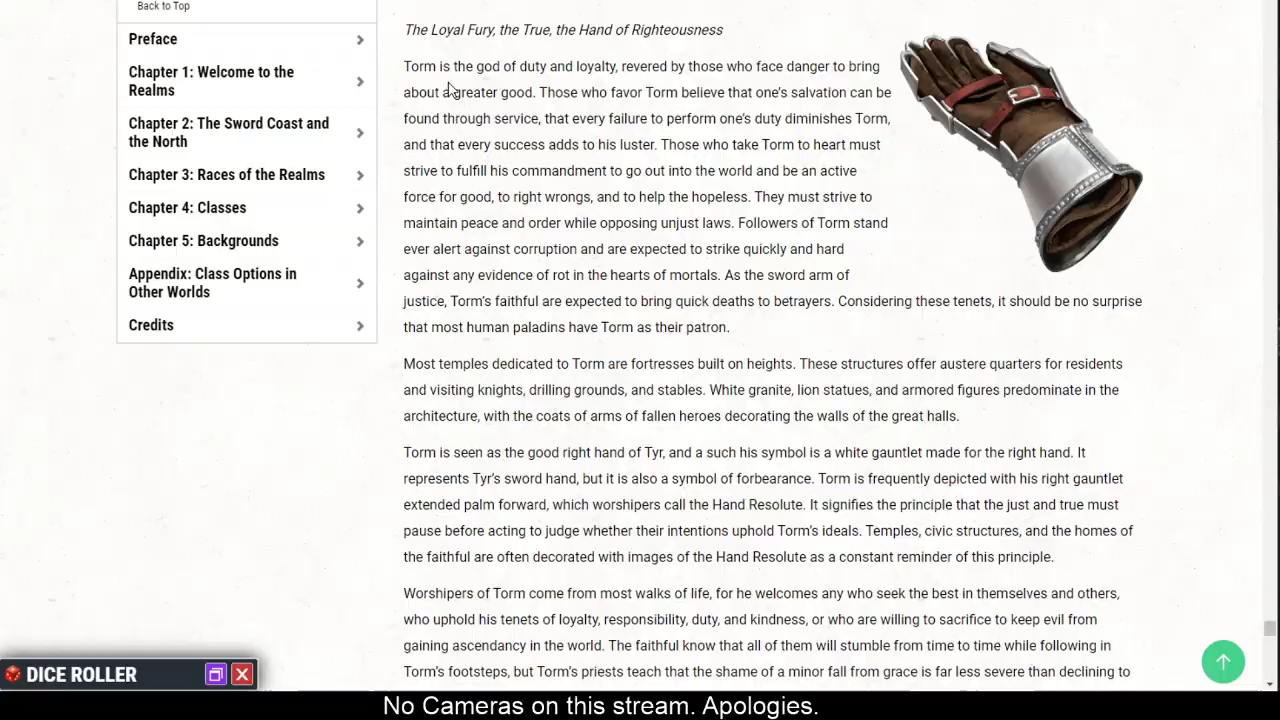 Back to Top
Preface
Chapter 1: Welcome to the
Realms
Chapter 2: The Sword Coast and
the North
Chapter 3: Races of the Realms
Chapter 4: Classes
Chapter 5: Backgrounds
Appendix: Class Options in
Other Worlds
Credits
The Loyal Fury, the True, the Hand of Righteousness
Torm is the god of duty and loyalty, revered by those who face danger to bring
about a greater good. Those who favor Torm believe that one's salvation can be
found through service, that every failure to perform one's duty diminishes Torm,
and that every success adds to his luster. Those who take Torm to heart must
strive to fulfill his commandment to go out into the world and be an active
force for good, to right wrongs, and to help the hopeless. They must strive to
maintain peace and order while opposing unjust laws. Followers of Torm stand
ever alert against corruption and are expected to strike quickly and hard
against any evidence of rot in the hearts of mortals. As the sword arm of
justice, Torm's faithful are expected to bring quick deaths to betrayers. Considering these tenets, it should be no surprise
that most human paladins have Torm as their patron.
Most temples dedicated to Torm are fortresses built on heights. These structures offer austere quarters for residents
and visiting knights, drilling grounds, and stables. White granite, lion statues, and armored figures predominate in the
architecture, with the coats of arms of fallen heroes decorating the walls of the great halls.
Torm is seen as the good right hand of Tyr, and a such his symbol is a white gauntlet made for the right hand. It
represents Tyr's sword hand, but it is also a symbol of forbearance. Torm is frequently depicted with his right gauntlet
extended palm forward, which worshipers call the Hand Resolute. It signifies the principle that the just and true must
pause before acting to judge whether their intentions uphold Torm's ideals. Temples, civic structures, and the homes of
the faithful are often decorated with images of the Hand Resolute as a constant reminder of this principle.
Worshipers of Torm come from most walks of life, for he welcomes any who seek the best in themselves and others,
who uphold his tenets of loyalty, responsibility, duty, and kindness, or who are willing to sacrifice to keep evil from
gaining ascendancy in the world. The faithful know that all of them will stumble from time to time while following in
Torm's footsteps, but Torm's priests teach that the shame of a minor fall from grace is far less severe than declining to
DICE ROLLER
No Cameras on this stream. Apologies.